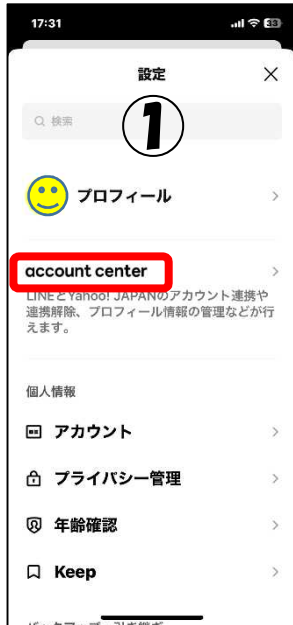 17:31
33
設定
検索
1
プロフィール
account center
LINEとYahoo! JAPANのアカウント連携や
連携解除、プロフィール情報の管理などが行
えます。
個人情報
アカウント
プライバシー管理
年齢確認
Keep